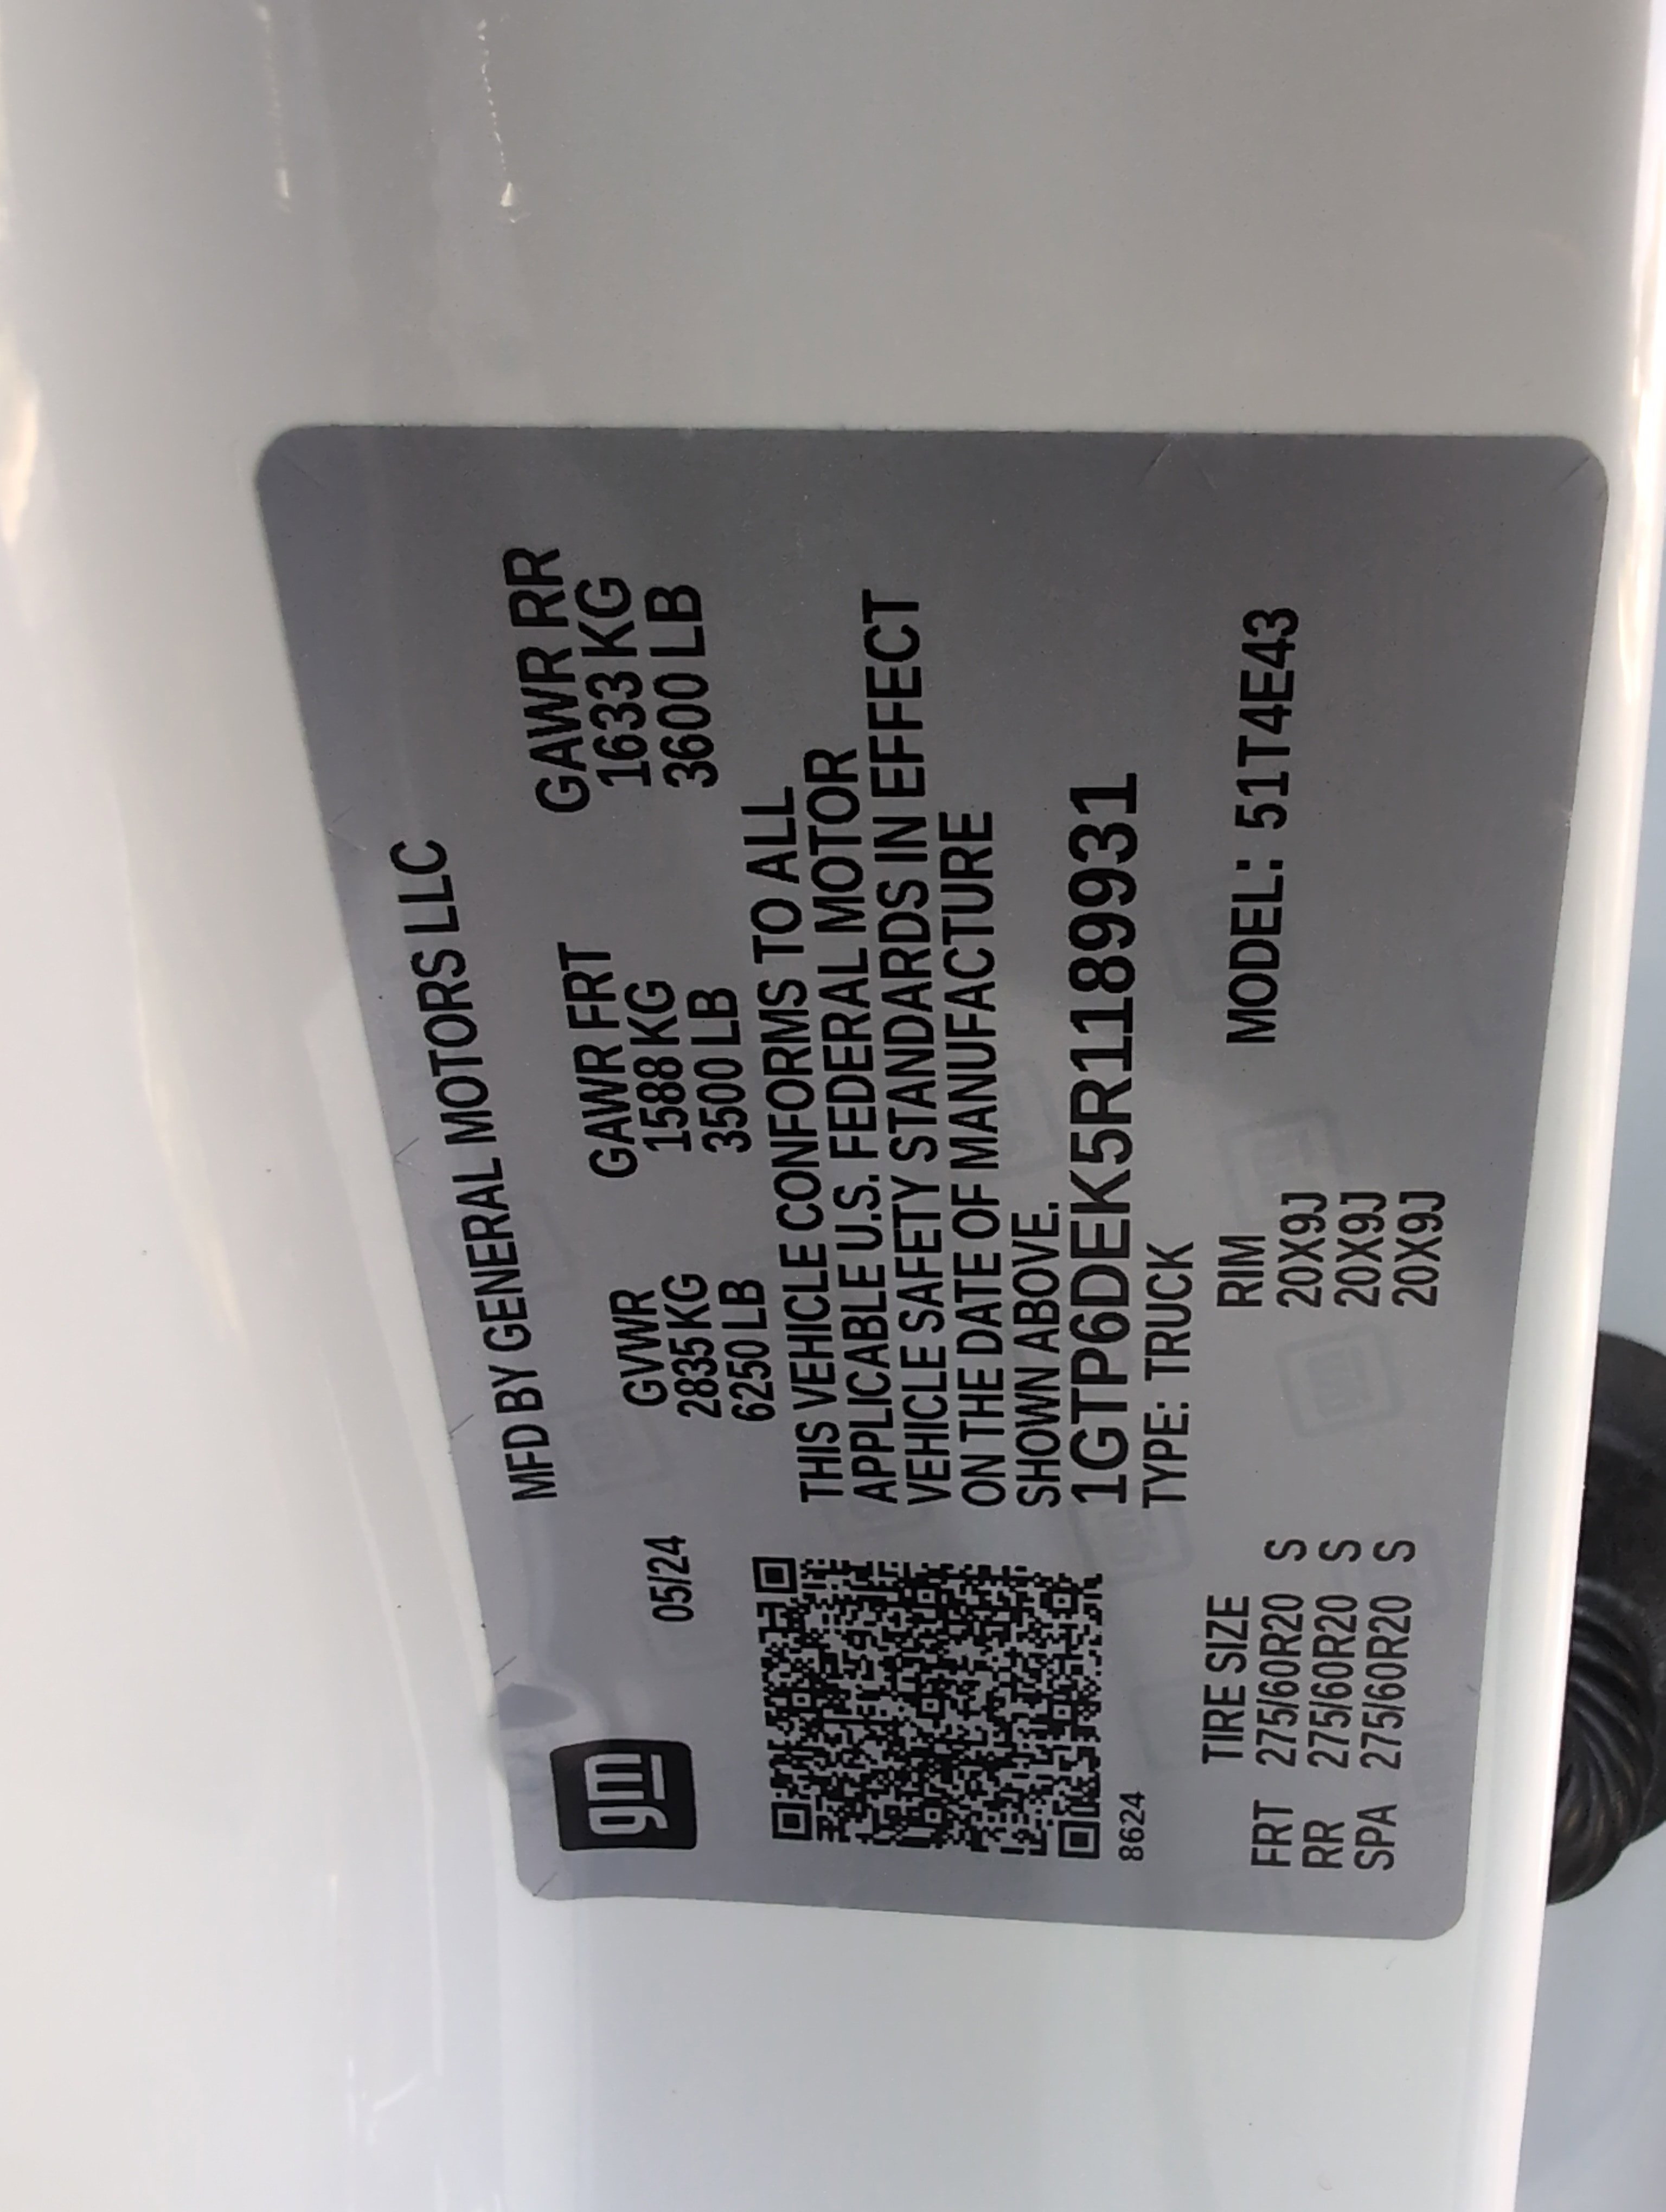 gm
MFD BY GENERAL MOTORS LLC
05/24
GVWR GAWR FRT GAWR RR
2835 KG 1588 KG 1633 KG
6250 LB 3500 LB 3600 LB
THIS VEHICLE CONFORMS TO ALL
APPLICABLE U.S. FEDERAL MOTOR
VEHICLE SAFETY STANDARDS IN EFFECT
ON THE DATE OF MANUFACTURE
SHOWN ABOVE.
1GTP6DEK5R1189931
8624
TYPE: TRUCK
MODEL: 51T4E43
TIRE SIZE RIM
FRT 275/60R20 S 20X9J
RR 275/60R20 S 20X9J
SPA 275/60R20 S 20X9J